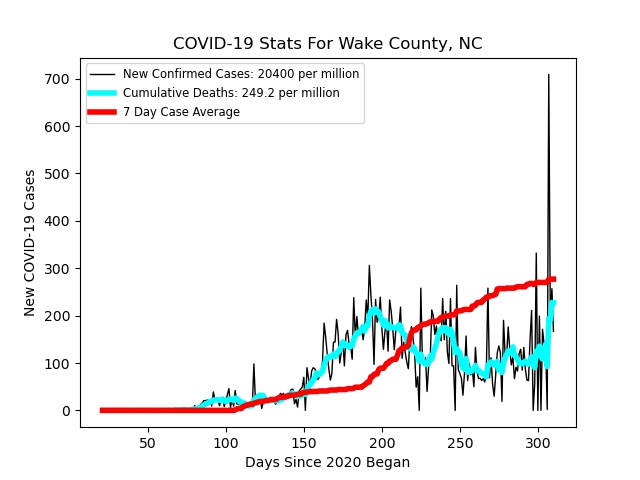 COVID-19 Stats For Wake County, NC
New Confirmed Cases: 20400 per million
Cumulative Deaths: 249.2 per million
7 Day Case Average
New COVID-19 Cases
700
600
500
400
300
200
100
0
50 100 150 200 250 300
Days Since 2020 Began